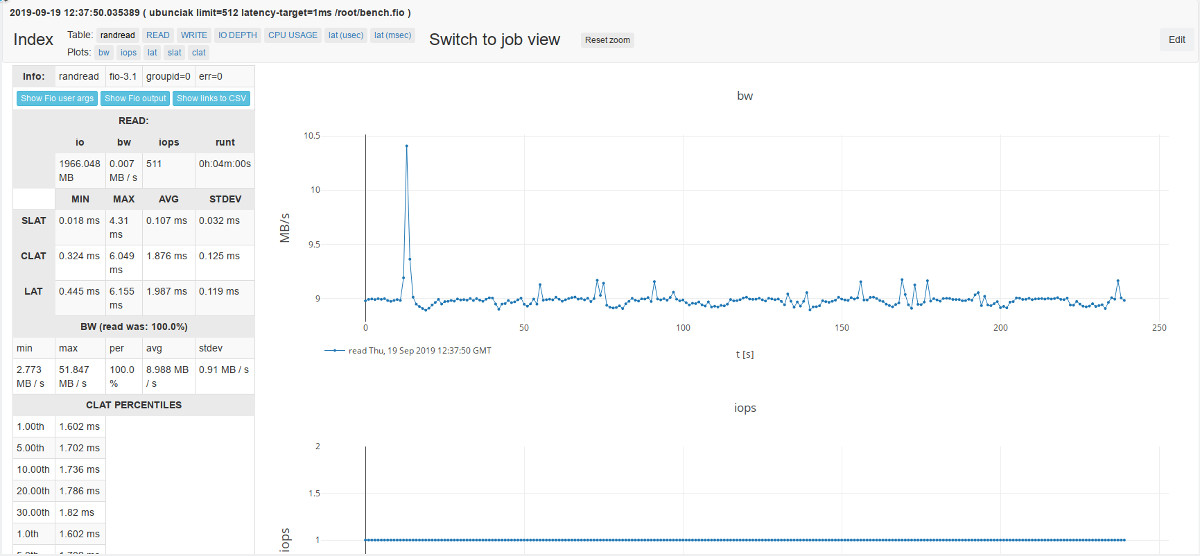 2019-09-19 12:37:50.035389 ( ubunciak limit=512 latency-target=1ms /root/bench.fio )
Index Table: randread READ WRITE IO DEPTH CPU USAGE lat (usec) lat (msec) Switch to job view Reset zoom Edit
Plots: bw iops lat slat clat
Info: randread fio-3.1 groupid=0 err=0
Show Fio user args Show Fio output Show links to CSV
READ:
io bw iops runt
1966.048 0.007 511 0h:04m:00s
MB MB / s
MIN MAX AVG STDEV
SLAT 0.018 ms 4.31 0.107 ms 0.032 ms
ms
CLAT 0.324 ms 6.049 1.876 ms 0.125 ms
ms
LAT 0.445 ms 6.155 1.987 ms 0.119 ms
ms
BW (read was: 100.0%)
min max per avg stdev
2.773 51.847 100.0 8.988 MB 0.91 MB / s
MB / s MB / s % / s
CLAT PERCENTILES
1.00th 1.602 ms
5.00th 1.702 ms
10.00th 1.736 ms
20.00th 1.786 ms
30.00th 1.82 ms
1.0th 1.602 ms
bw
10.5
10
9.5
9
MB/s
0 50 100 150 200 250
read Thu, 19 Sep 2019 12:37:50 GMT
t [s]
iops
2
1.5
1
iops